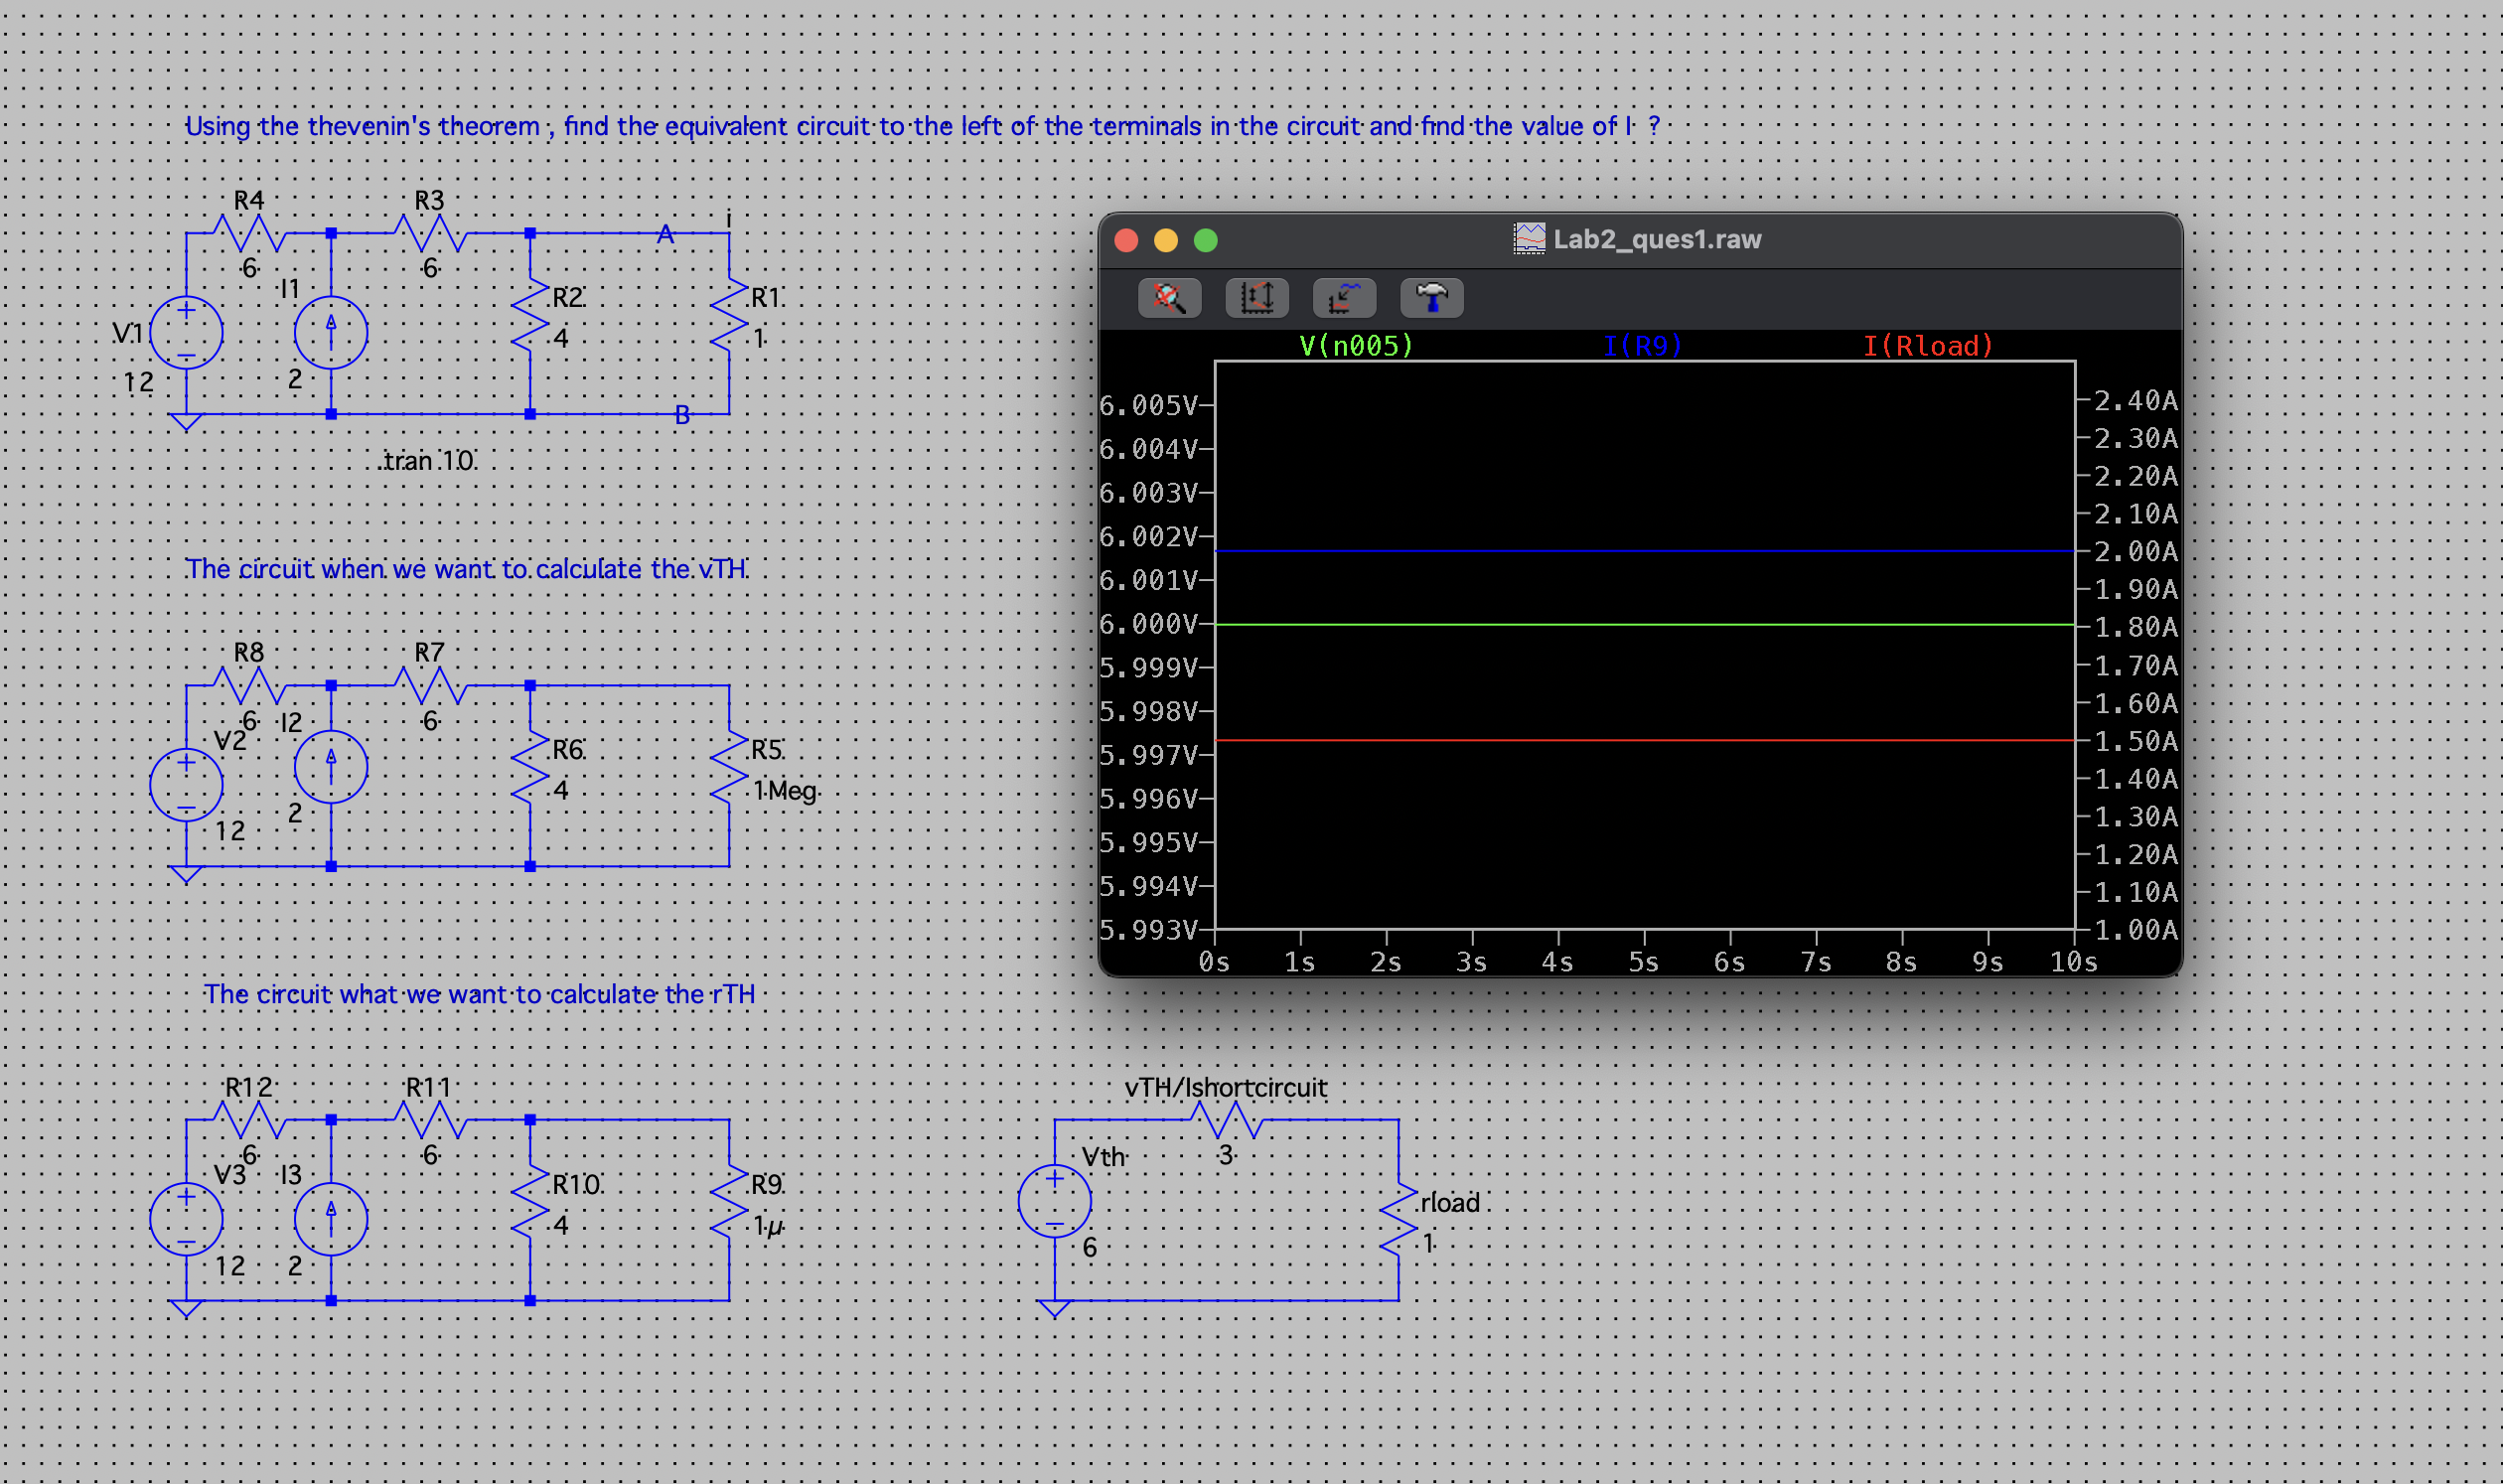 Using the thevenin's theorem , find the equivalent circuit to the left of the terminals in the circuit and find the value of I ?
R4
R3
A
i
6
6
I1
R2
R1
V1
4
1
12
2
B
.tran 10
Lab2_ques1.raw
V(n005)
I(R9)
I(Rload)
6.005V
2.40A
6.004V
2.30A
6.003V
2.20A
2.10A
6.002V
2.00A
6.001V
1.90A
6.000V
1.80A
5.999V
1.70A
5.998V
1.60A
5.997V
1.50A
5.996V
1.40A
5.995V
1.30A
1.20A
5.994V
1.10A
5.993V
1.00A
0s 1s 2s 3s 4s 5s 6s 7s 8s 9s 10s
The circuit when we want to calculate the vTH
R8
R7
6
I2
6
V2
R6
R5
4
1Meg
2
12
The circuit what we want to calculate the rTH
R12
R11
6
6
V3
I3
R10
R9
4
1µ
12
2
vTH/Ishortcircuit
Vth
3
rload
6
1